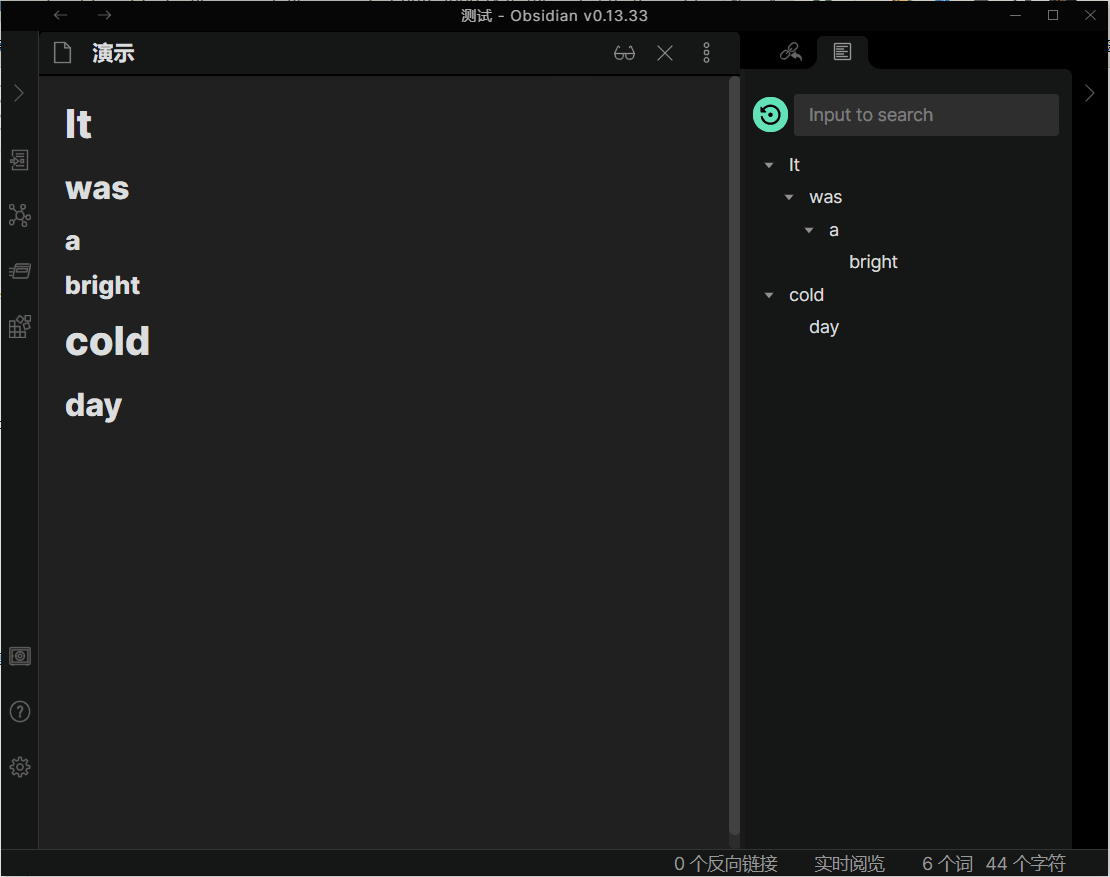 测试 - Obsidian v0.13.33
演示
It
was
a
bright
cold
day
Input to search
It
was
a
bright
cold
day
0 个反向链接 实时阅览 6 个词 44 个字符